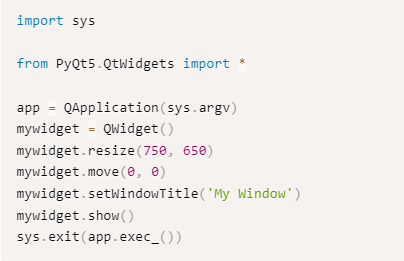 import sys
from PyQt5.QtWidgets import *
app = QApplication(sys.argv)
mywidget = QWidget()
mywidget.resize(750, 650)
mywidget.move(0, 0)
mywidget.setWindowTitle('My Window')
mywidget.show()
sys.exit(app.exec_())